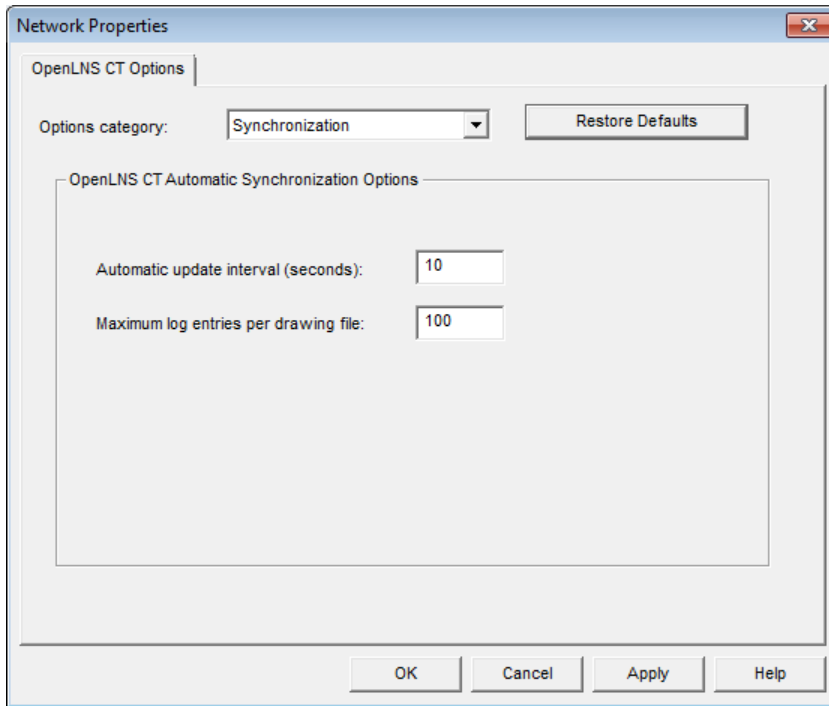 Network Properties
OpenLNS CT Options
Options category: Synchronization Restore Defaults
OpenLNS CT Automatic Synchronization Options
Automatic update interval (seconds): 10
Maximum log entries per drawing file: 100
OK Cancel Apply Help